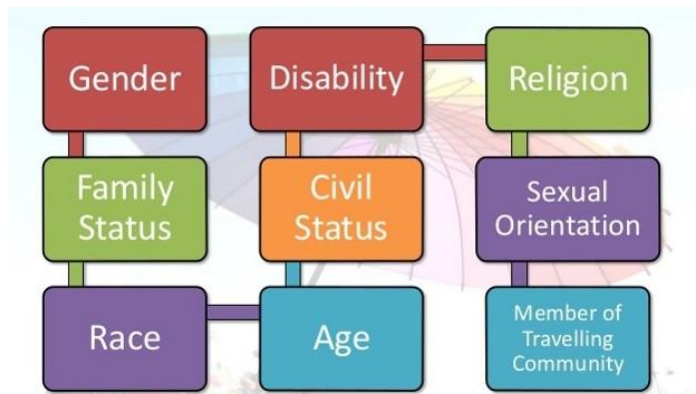 Gender
Disability
Religion
Family
Status
Civil
Status
Sexual
Orientation
Race
Age
Member of
Travelling
Community